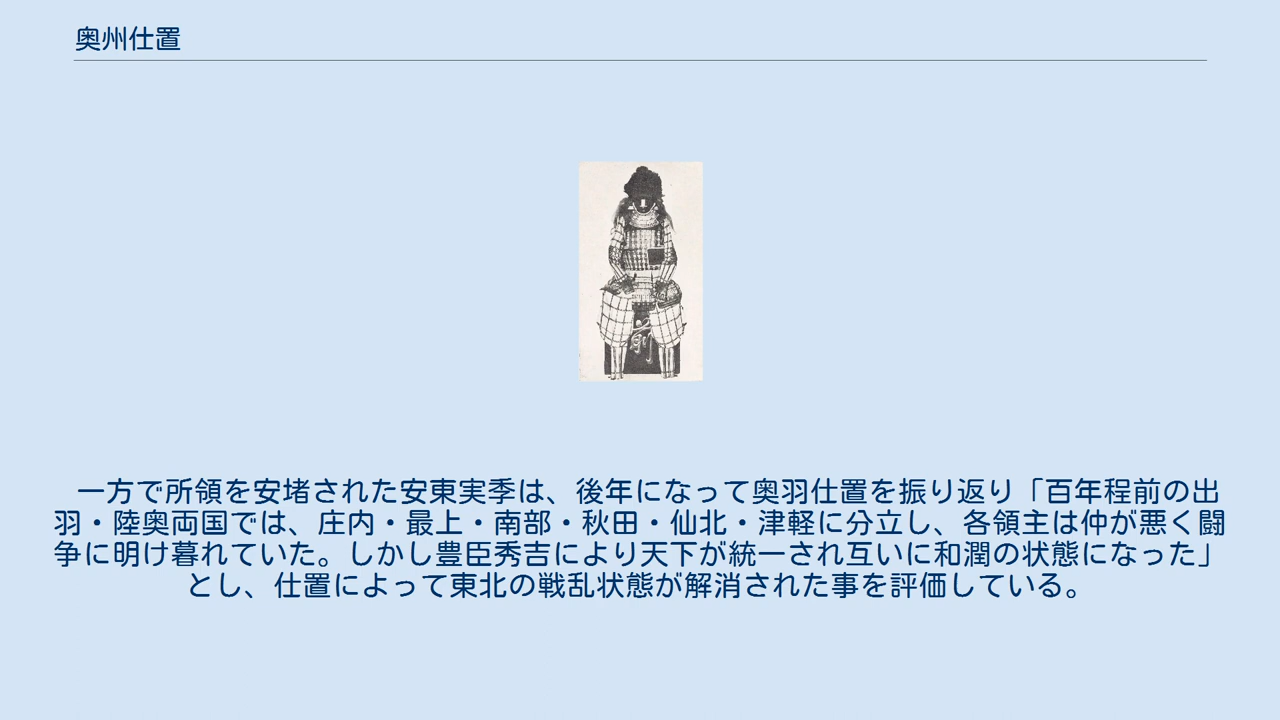 奥州仕置
一方で所領を安堵された安東実季は、後年になって奥羽仕置を振り返り「百年程前の出
羽・陸奥両国では、庄内・最上・南部・秋田・仙北・津軽に分立し、各領主は仲が悪く闘
争に明け暮れていた。しかし豊臣秀吉により天下が統一され互いに和潤の状態になった」
とし、仕置によって東北の戦乱状態が解消された事を評価している。